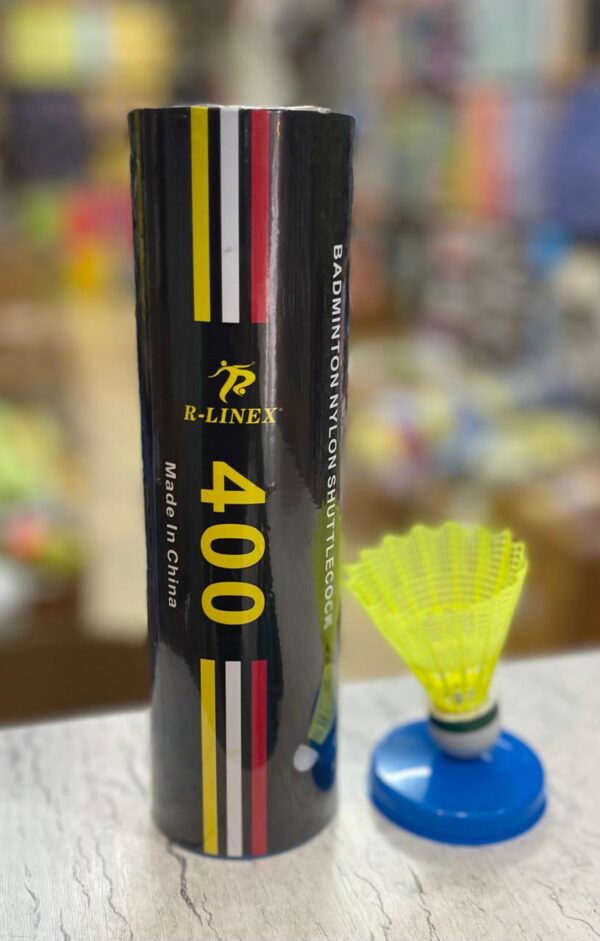 R-LINEX®
400
Made In China
BADMINTON NYLON SHUTTLECOCK